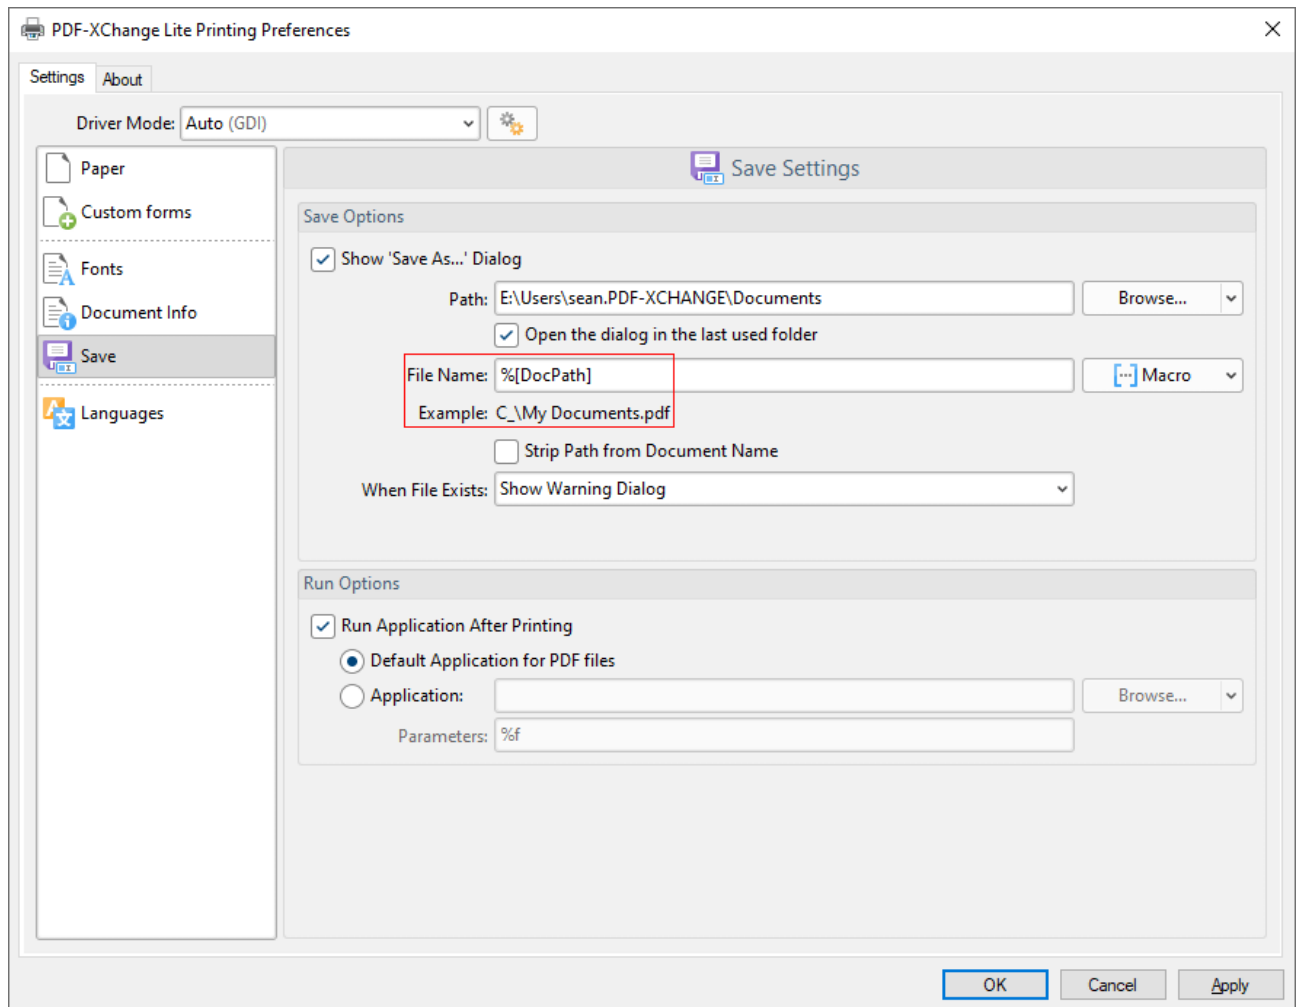 PDF-XChange Lite Printing Preferences
Settings About
Driver Mode: Auto (GDI)
Paper
Custom forms
Fonts
Document Info
Save
Languages
Save Settings
Save Options
Show 'Save As...' Dialog
Path: E:\Users\sean.PDF-XCHANGE\Documents Browse...
Open the dialog in the last used folder
File Name: %[DocPath] Macro
Example: C_\My Documents.pdf
Strip Path from Document Name
When File Exists: Show Warning Dialog
Run Options
Run Application After Printing
Default Application for PDF files
Application: Browse...
Parameters: %f
OK Cancel Apply